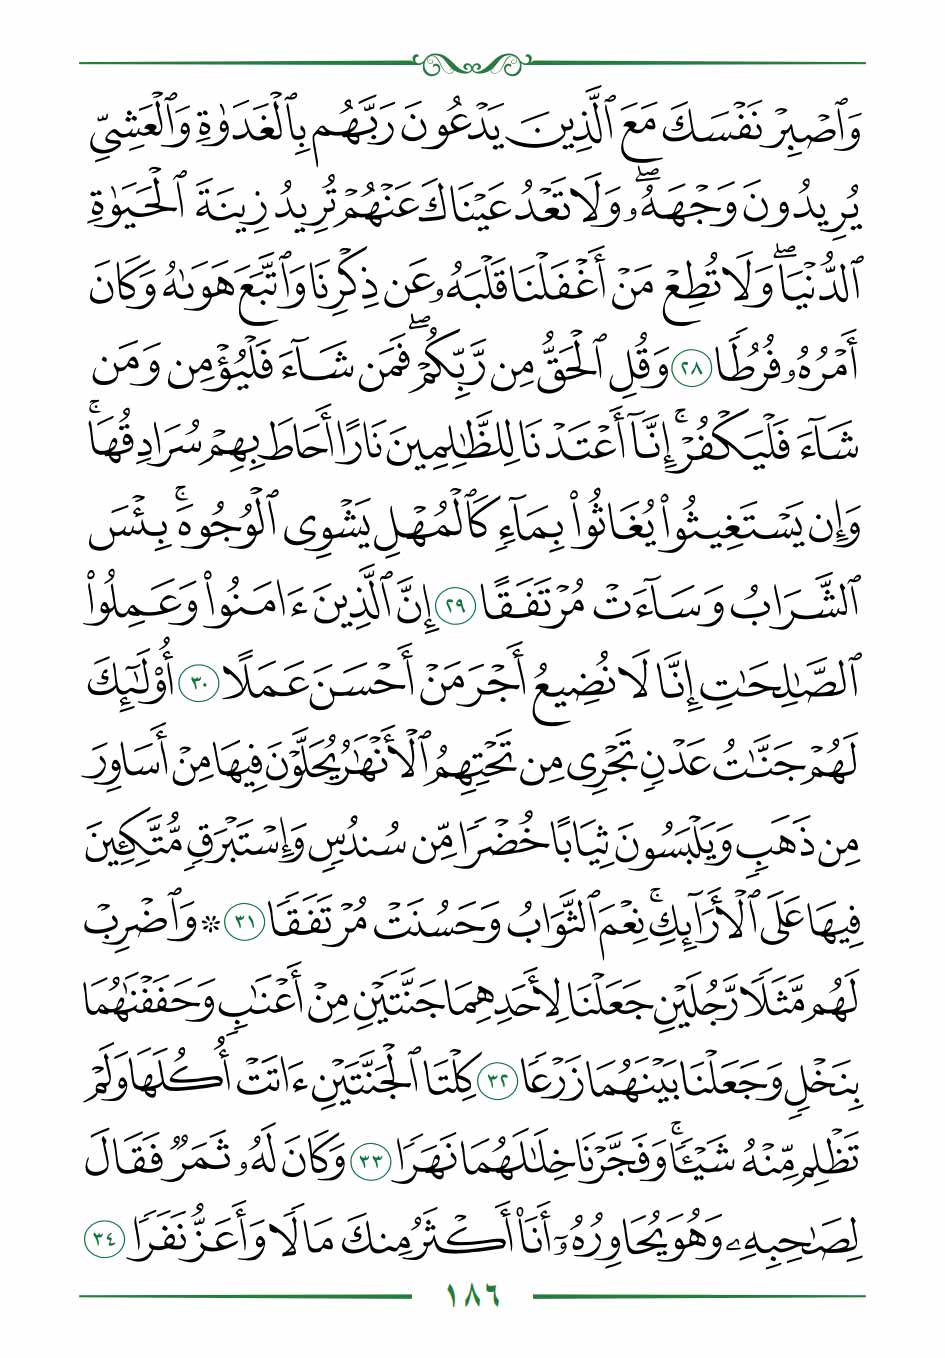 وَٱصۡبِرۡ نَفۡسَكَ مَعَ ٱلَّذِينَ يَدۡعُونَ رَبَّهُم بِٱلۡغَدَوٰةِ وَٱلۡعَشِيِّ
يُرِيدُونَ وَجۡهَهُۥۖ وَلَا تَعۡدُ عَيۡنَاكَ عَنۡهُمۡ تُرِيدُ زِينَةَ ٱلۡحَيَوٰةِ
ٱلدُّنۡيَاۖ وَلَا تُطِعۡ مَنۡ أَغۡفَلۡنَا قَلۡبَهُۥ عَن ذِكۡرِنَا وَٱتَّبَعَ هَوَىٰهُ وَكَانَ
أَمۡرُهُۥ فُرُطٗا ٢٨ وَقُلِ ٱلۡحَقُّ مِن رَّبِّكُمۡۖ فَمَن شَآءَ فَلۡيُؤۡمِن وَمَن
شَآءَ فَلۡيَكۡفُرۡۚ إِنَّآ أَعۡتَدۡنَا لِلظَّٰلِمِينَ نَارًا أَحَاطَ بِهِمۡ سُرَادِقُهَاۚ
وَإِن يَسۡتَغِيثُواْ يُغَاثُواْ بِمَآءٖ كَٱلۡمُهۡلِ يَشۡوِي ٱلۡوُجُوهَۚ بِئۡسَ
ٱلشَّرَابُ وَسَآءَتۡ مُرۡتَفَقًا ٢٩ إِنَّ ٱلَّذِينَ ءَامَنُواْ وَعَمِلُواْ
ٱلصَّٰلِحَٰتِ إِنَّا لَا نُضِيعُ أَجۡرَ مَنۡ أَحۡسَنَ عَمَلًا ٣٠ أُوْلَٰٓئِكَ
لَهُمۡ جَنَّٰتُ عَدۡنٖ تَجۡرِي مِن تَحۡتِهِمُ ٱلۡأَنۡهَٰرُ يُحَلَّوۡنَ فِيهَا مِنۡ أَسَاوِرَ
مِن ذَهَبٖ وَيَلۡبَسُونَ ثِيَابًا خُضۡرٗا مِّن سُندُسٖ وَإِسۡتَبۡرَقٖ مُّتَّكِـِٔينَ
فِيهَا عَلَى ٱلۡأَرَآئِكِۚ نِعۡمَ ٱلثَّوَابُ وَحَسُنَتۡ مُرۡتَفَقٗا ٣١ ۞ وَٱضۡرِبۡ
لَهُم مَّثَلٗا رَّجُلَيۡنِ جَعَلۡنَا لِأَحَدِهِمَا جَنَّتَيۡنِ مِنۡ أَعۡنَٰبٖ وَحَفَفۡنَٰهُمَا
بِنَخۡلٖ وَجَعَلۡنَا بَيۡنَهُمَا زَرۡعٗا ٣٢ كِلۡتَا ٱلۡجَنَّتَيۡنِ ءَاتَتۡ أُكُلَهَا وَلَمۡ
تَظۡلِم مِّنۡهُ شَيۡـٔٗاۚ وَفَجَّرۡنَا خِلَٰلَهُمَا نَهَرٗا ٣٣ وَكَانَ لَهُۥ ثَمَرٞ فَقَالَ
لِصَٰحِبِهِۦ وَهُوَ يُحَاوِرُهُۥٓ أَنَا۠ أَكۡثَرُ مِنكَ مَالٗا وَأَعَزُّ نَفَرٗا ٣٤
١٨٦